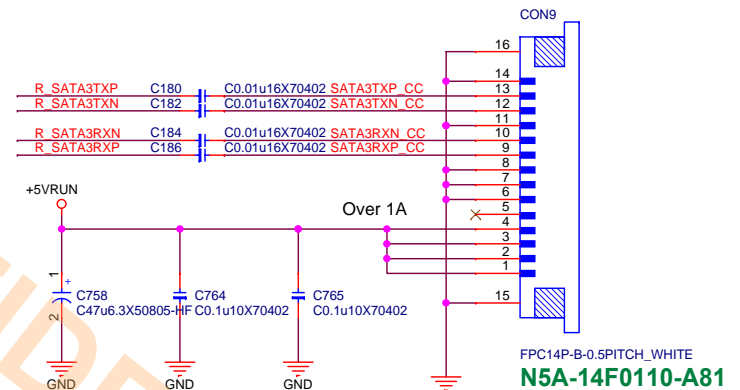 CON9
16
14
R_SATA3TXP C180 C0.01u16X70402 SATA3TXP_CC 13
R_SATA3TXN C182 C0.01u16X70402 SATA3TXN_CC 12
11
R_SATA3RXN C184 C0.01u16X70402 SATA3RXN_CC 10
R_SATA3RXP C186 C0.01u16X70402 SATA3RXP_CC 9
8
7
+5VRUN 6
Over 1A 5
4
3
2
1
1 + C758 C764 C765 15
2 C47u6.3X50805-HF C0.1u10X70402 C0.1u10X70402
GND GND GND
FPC14P-B-0.5PITCH_WHITE
N5A-14F0110-A81